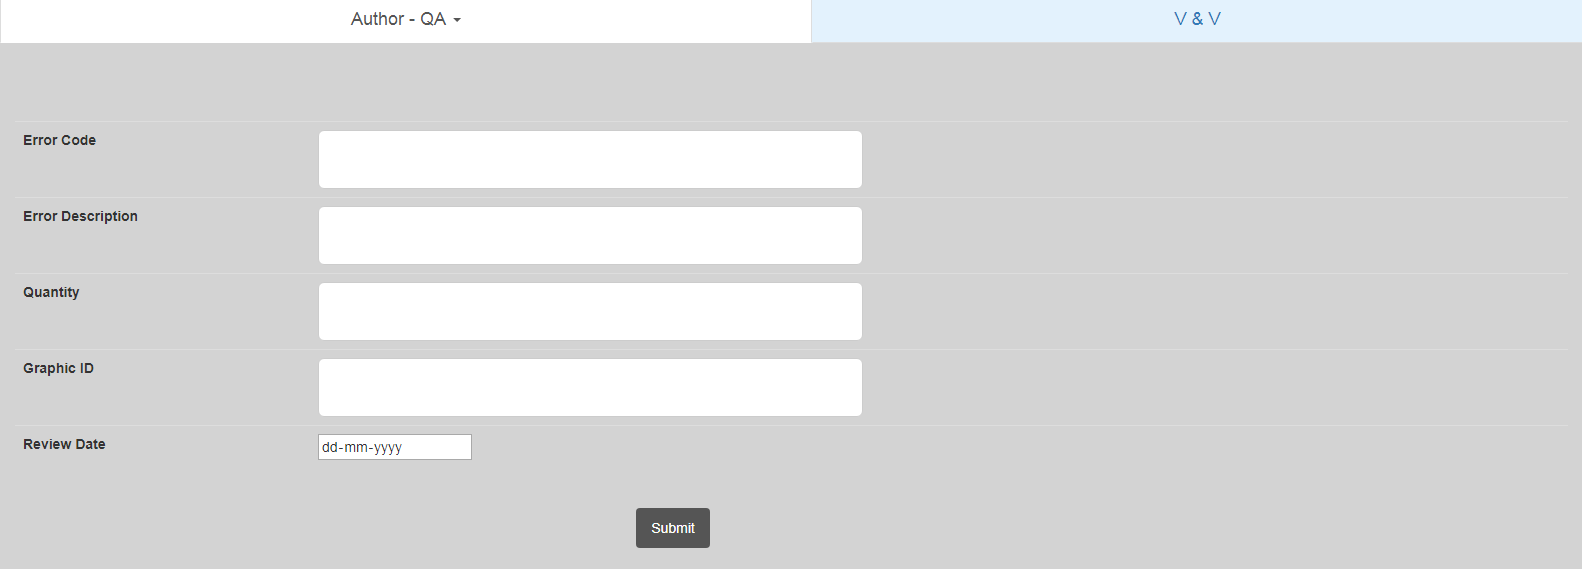 Author - QA
V & V
Error Code
Error Description
Quantity
Graphic ID
Review Date
dd-mm-yyyy
Submit